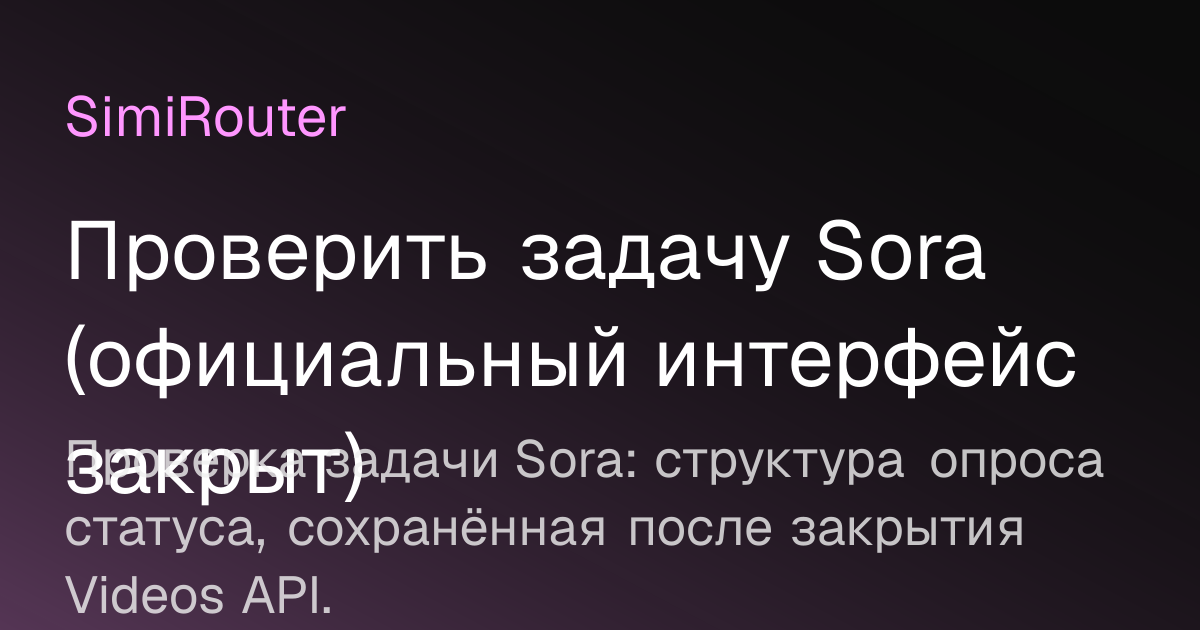 SimiRouter
Проверить задачу Sora
(официальный интерфейс
закрыт)
Проверка задачи Sora: структура опроса
статуса, сохранённая после закрытия
Videos API.